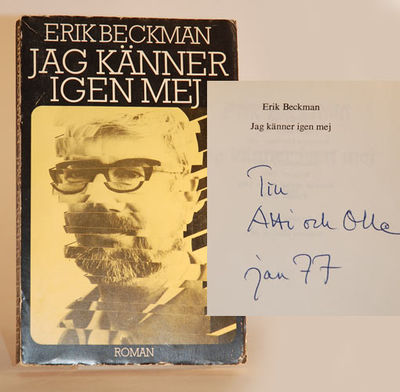 ERIK BECKMAN
JAG KÄNNER
IGEN MEJ
ROMAN
Erik Beckman
Jag känner igen mej
Till
Atti och Olle
jan 77